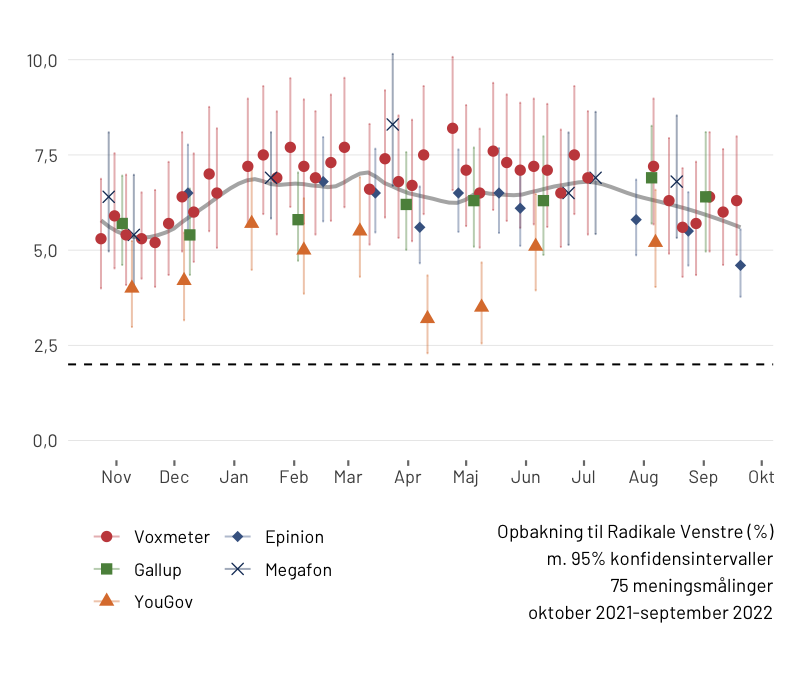 10,0
7,5
5,0
2,5
0,0
Nov Dec Jan Feb Mar Apr Maj Jun Jul Aug Sep Okt
Voxmeter Epinion
Gallup Megafon
YouGov
Opbakning til Radikale Venstre (%)
m. 95% konfidensintervaller
75 meningsmålinger
oktober 2021-september 2022